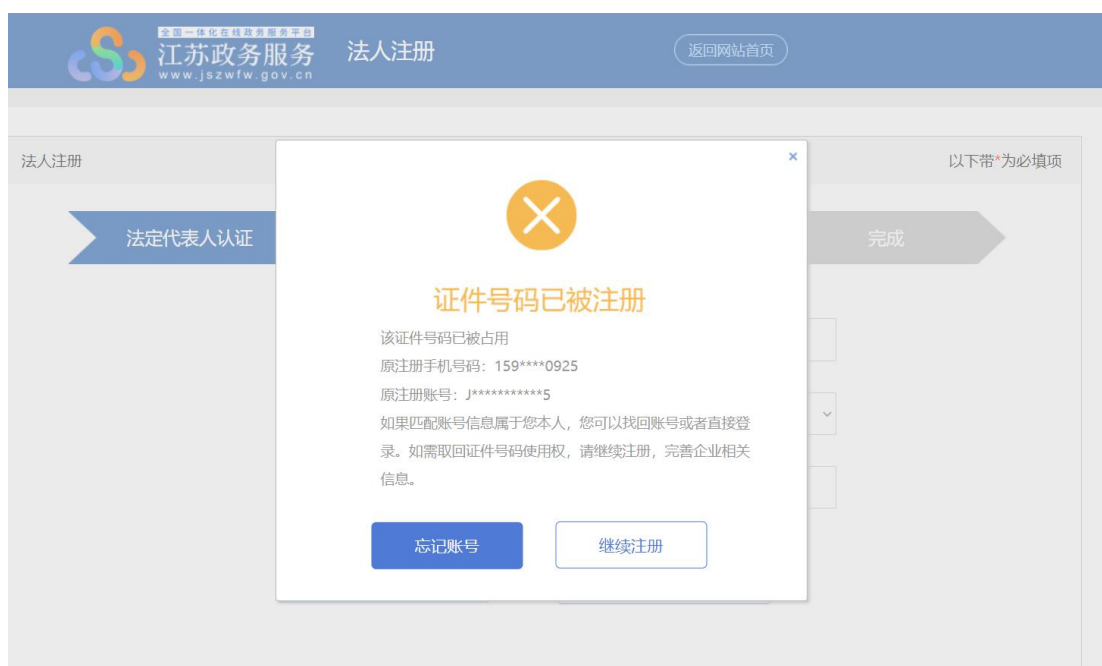 全国一体化在线政务服务平台
江苏政务服务
www.jszwfw.gov.cn
法人注册
返回网站首页
法人注册
以下带*为必填项
法定代表人认证
完成
×
证件号码已被注册
该证件号码已被占用
原注册手机号码：159****0925
原注册账号：J***********5
如果匹配账号信息属于您本人，您可以找回账号或者直接登
录。如需取回证件号码使用权，请继续注册，完善企业相关
信息。
忘记账号
继续注册